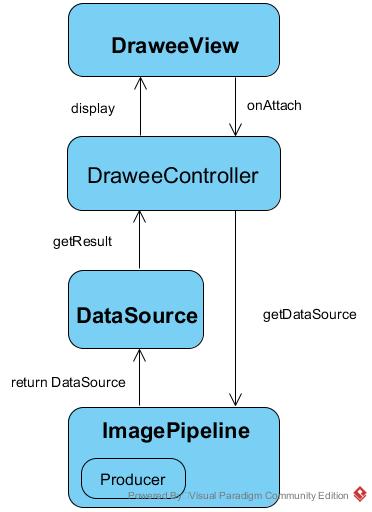 DraweeView
display
onAttach
DraweeController
getResult
DataSource
getDataSource
return DataSource
ImagePipeline
Producer
Powered By Visual Paradigm Community Edition